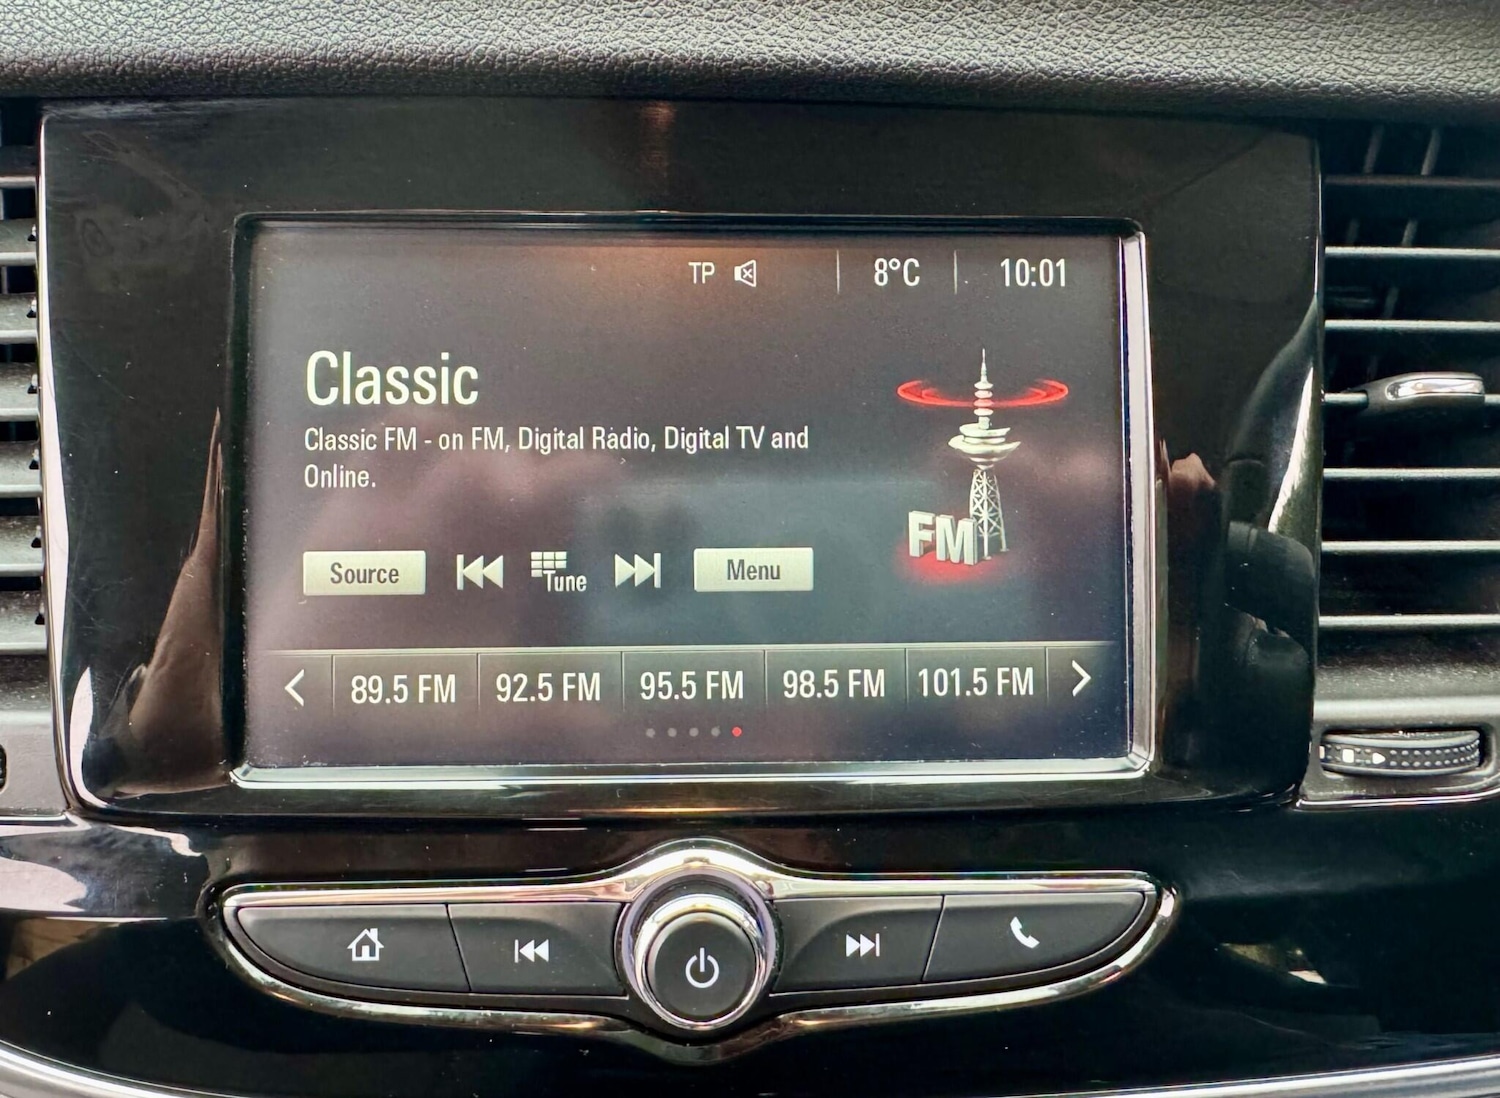 TP 8°C 10:01
Classic
Classic FM - on FM, Digital Radio, Digital TV and
Online.
FM
Source Tune Menu
89.5 FM 92.5 FM 95.5 FM 98.5 FM 101.5 FM